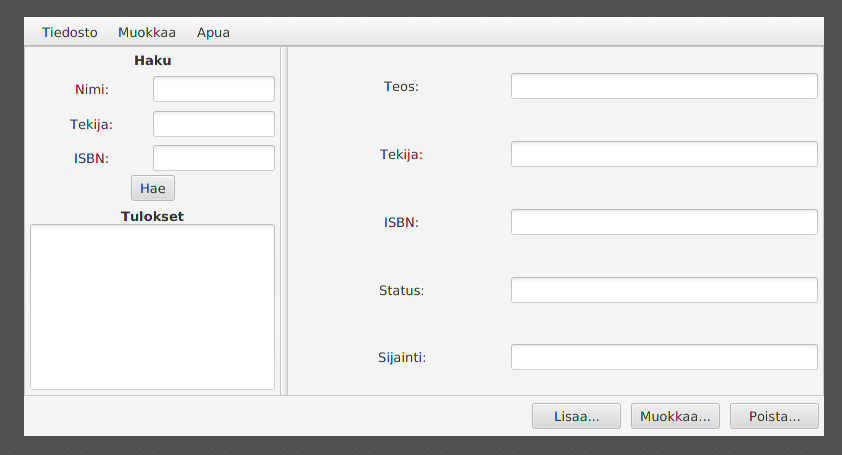 Tiedosto Muokkaa Apua
Haku
Nimi:
Tekija:
ISBN:
Hae
Tulokset
Teos:
Tekija:
ISBN:
Status:
Sijainti:
Lisaa... Muokkaa... Poista...